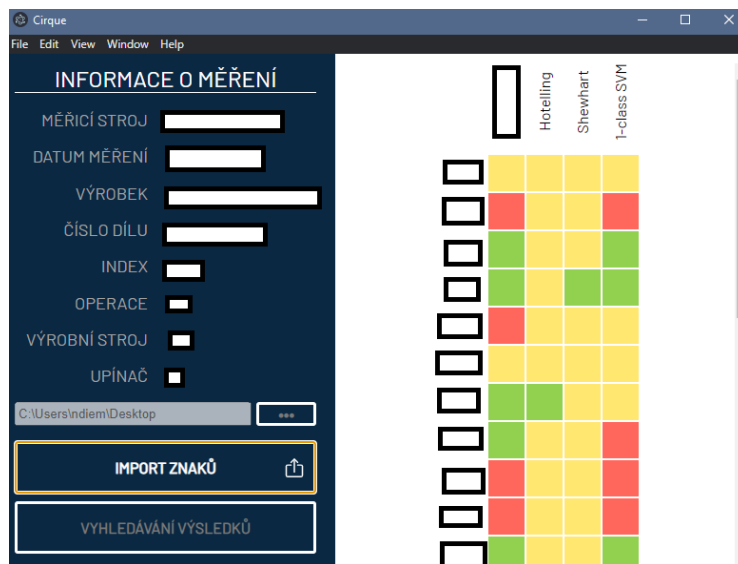 Cirque
File Edit View Window Help
INFORMACE O MĚŘENÍ
MĚŘICÍ STROJ
DATUM MĚŘENÍ
VÝROBEK
ČÍSLO DÍLU
INDEX
OPERACE
VÝROBNÍ STROJ
UPÍNAČ
C:\Users\ndiem\Desktop
IMPORT ZNAKŮ
VYHLEDÁVÁNÍ VÝSLEDKŮ
Hotelling
Shewhart
1-class SVM